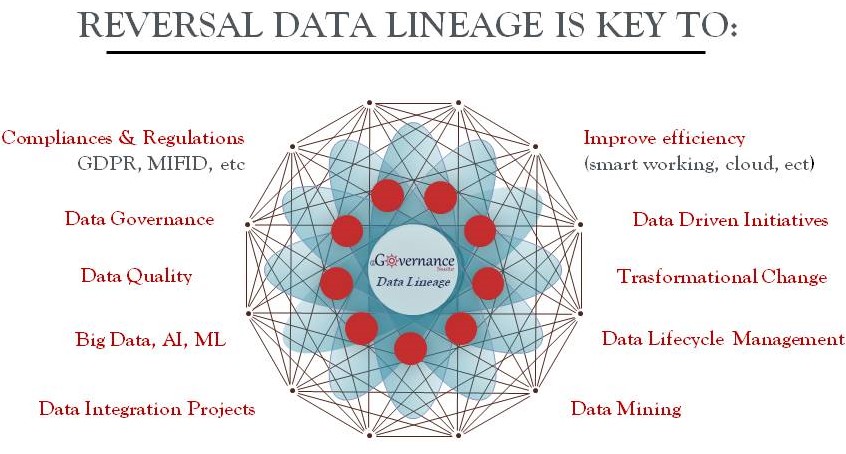 REVERSAL DATA LINEAGE IS KEY TO:
Compliances & Regulations
GDPR, MIFID, etc
Data Governance
Data Quality
Big Data, AI, ML
Data Integration Projects
Governance
Suite
Data Lineage
Improve efficiency
(smart working, cloud, ect)
Data Driven Initiatives
Trasformational Change
Data Lifecycle Management
Data Mining